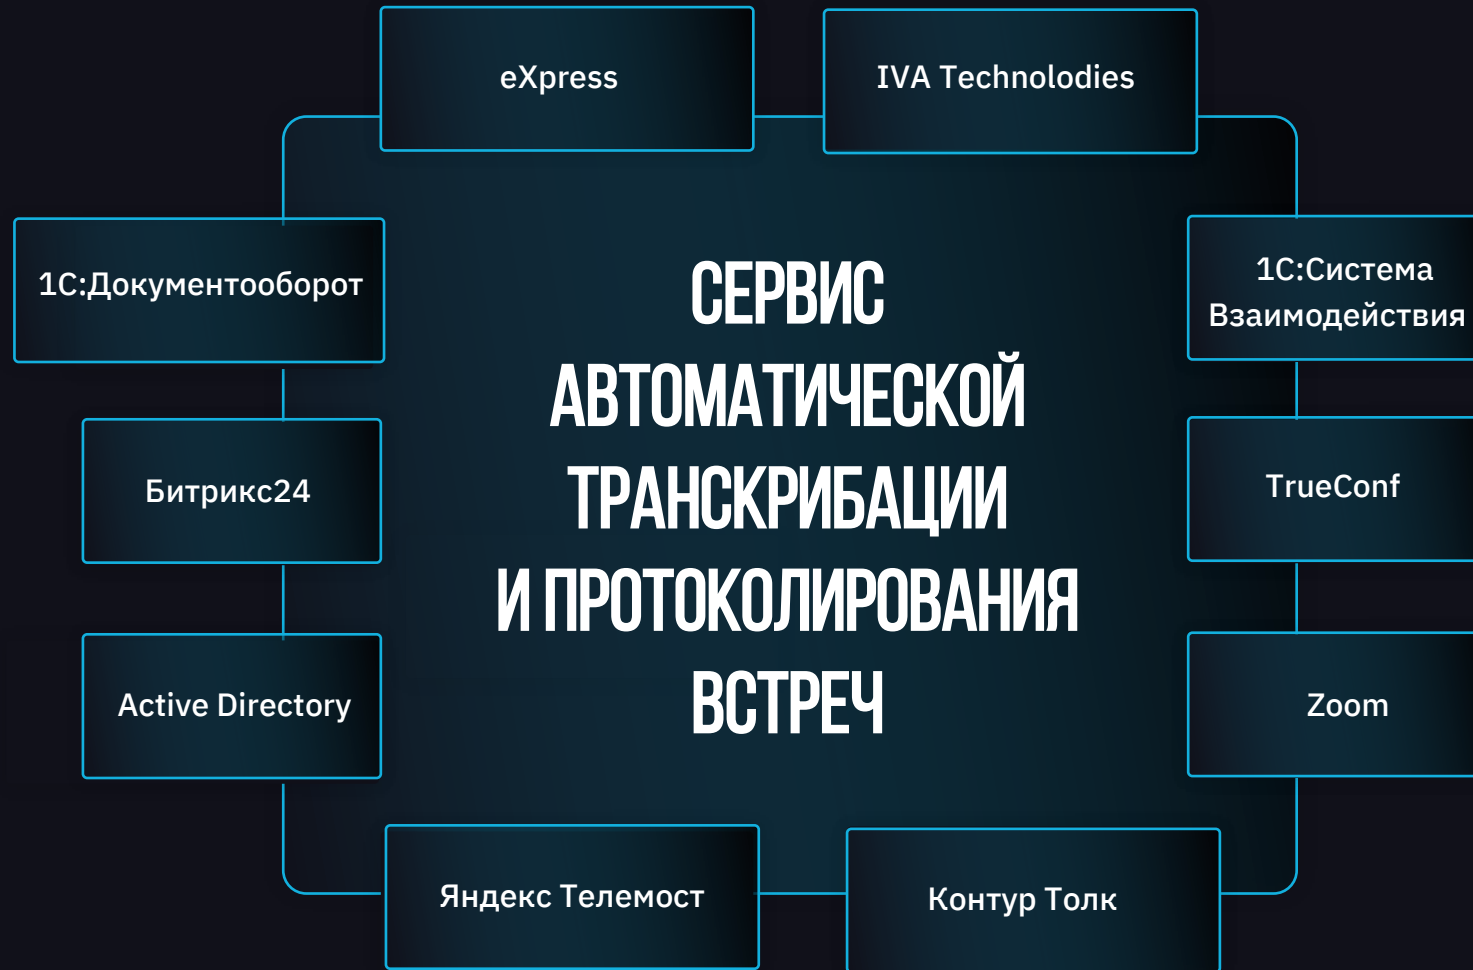 eXpress
IVA Technolodies
1С:Документооборот
1С:Система
Взаимодействия
СЕРВИС
АВТОМАТИЧЕСКОЙ
ТРАНСКРИБАЦИИ
И ПРОТОКОЛИРОВАНИЯ
ВСТРЕЧ
Битрикс24
TrueConf
Active Directory
Zoom
Яндекс Телемост
Контур Толк